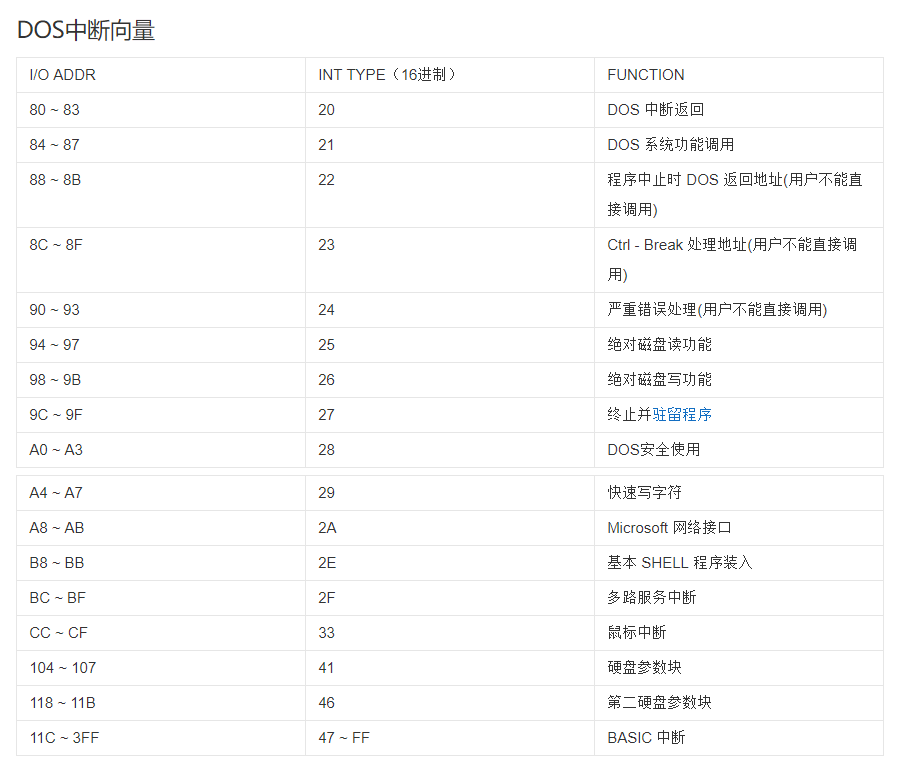 DOS中断向量
I/O ADDR INT TYPE（16进制） FUNCTION
80 ~ 83 20 DOS 中断返回
84 ~ 87 21 DOS 系统功能调用
88 ~ 8B 22 程序中止时 DOS 返回地址(用户不能直
接调用)
8C ~ 8F 23 Ctrl - Break 处理地址(用户不能直接调
用)
90 ~ 93 24 严重错误处理(用户不能直接调用)
94 ~ 97 25 绝对磁盘读功能
98 ~ 9B 26 绝对磁盘写功能
9C ~ 9F 27 终止并驻留程序
A0 ~ A3 28 DOS安全使用
A4 ~ A7 29 快速写字符
A8 ~ AB 2A Microsoft 网络接口
B8 ~ BB 2E 基本 SHELL 程序装入
BC ~ BF 2F 多路服务中断
CC ~ CF 33 鼠标中断
104 ~ 107 41 硬盘参数块
118 ~ 11B 46 第二硬盘参数块
11C ~ 3FF 47 ~ FF BASIC 中断